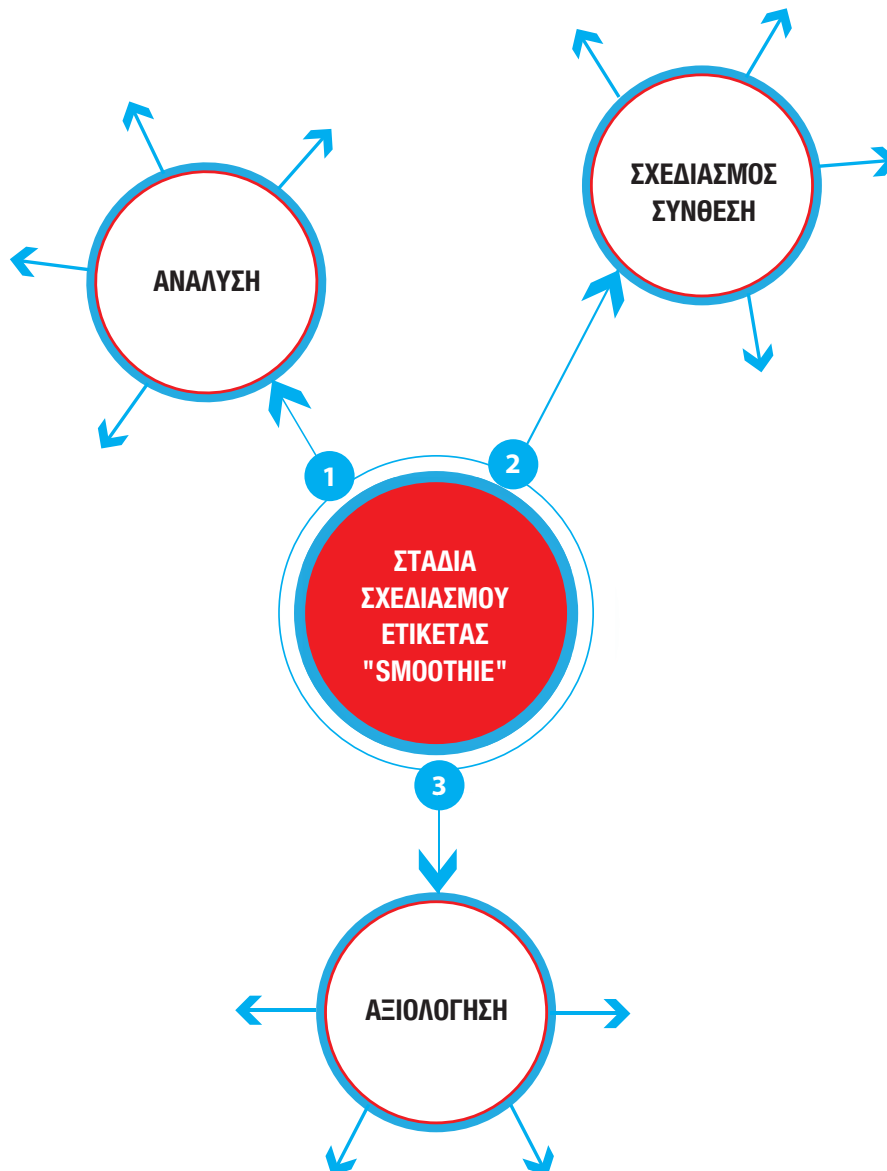 ΣΧΕΔΙΑΣΜΟΣ
ΣΥΝΘΕΣΗ
ΑΝΑΛΥΣΗ
1
2
ΣΤΑΔΙΑ
ΣΧΕΔΙΑΣΜΟΥ
ΕΤΙΚΕΤΑΣ
"SMOOTHIE"
3
ΑΞΙΟΛΟΓΗΣΗ